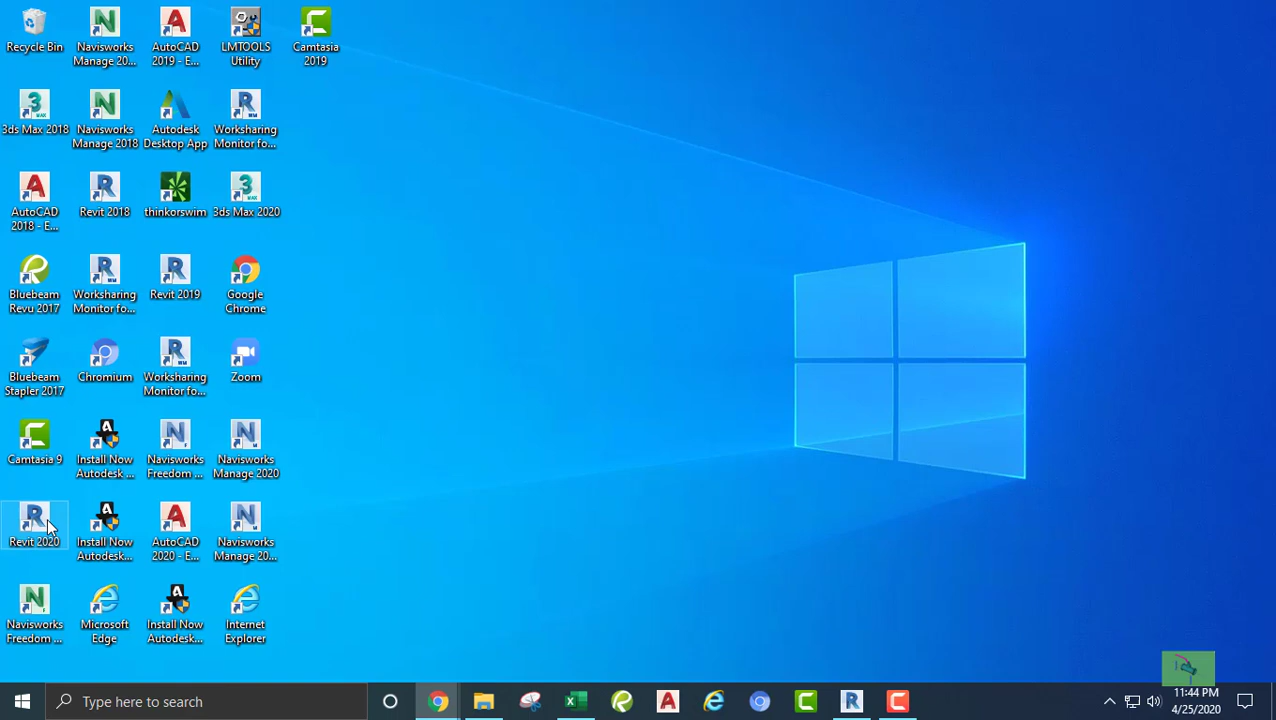 Recycle Bin
Navisworks
Manage 20...
AutoCAD
2019 - E...
LMTOOLS
Utility
Camtasia
2019
3ds Max 2018
Navisworks
Manage 2018
Autodesk
Desktop App
Worksharing
Monitor fo...
AutoCAD
2018 - E...
Revit 2018
thinkorswim
3ds Max 2020
Bluebeam
Revu 2017
Worksharing
Monitor fo...
Revit 2019
Google
Chrome
Bluebeam
Stapler 2017
Chromium
Worksharing
Monitor fo...
Zoom
Camtasia 9
Install Now
Autodesk ...
Navisworks
Freedom ...
Navisworks
Manage 2020
Revit 2020
Install Now
Autodesk...
AutoCAD
2020 - E...
Navisworks
Manage 20...
Navisworks
Freedom ...
Microsoft
Edge
Install Now
Autodesk...
Internet
Explorer
Type here to search
11:44 PM
4/25/2020